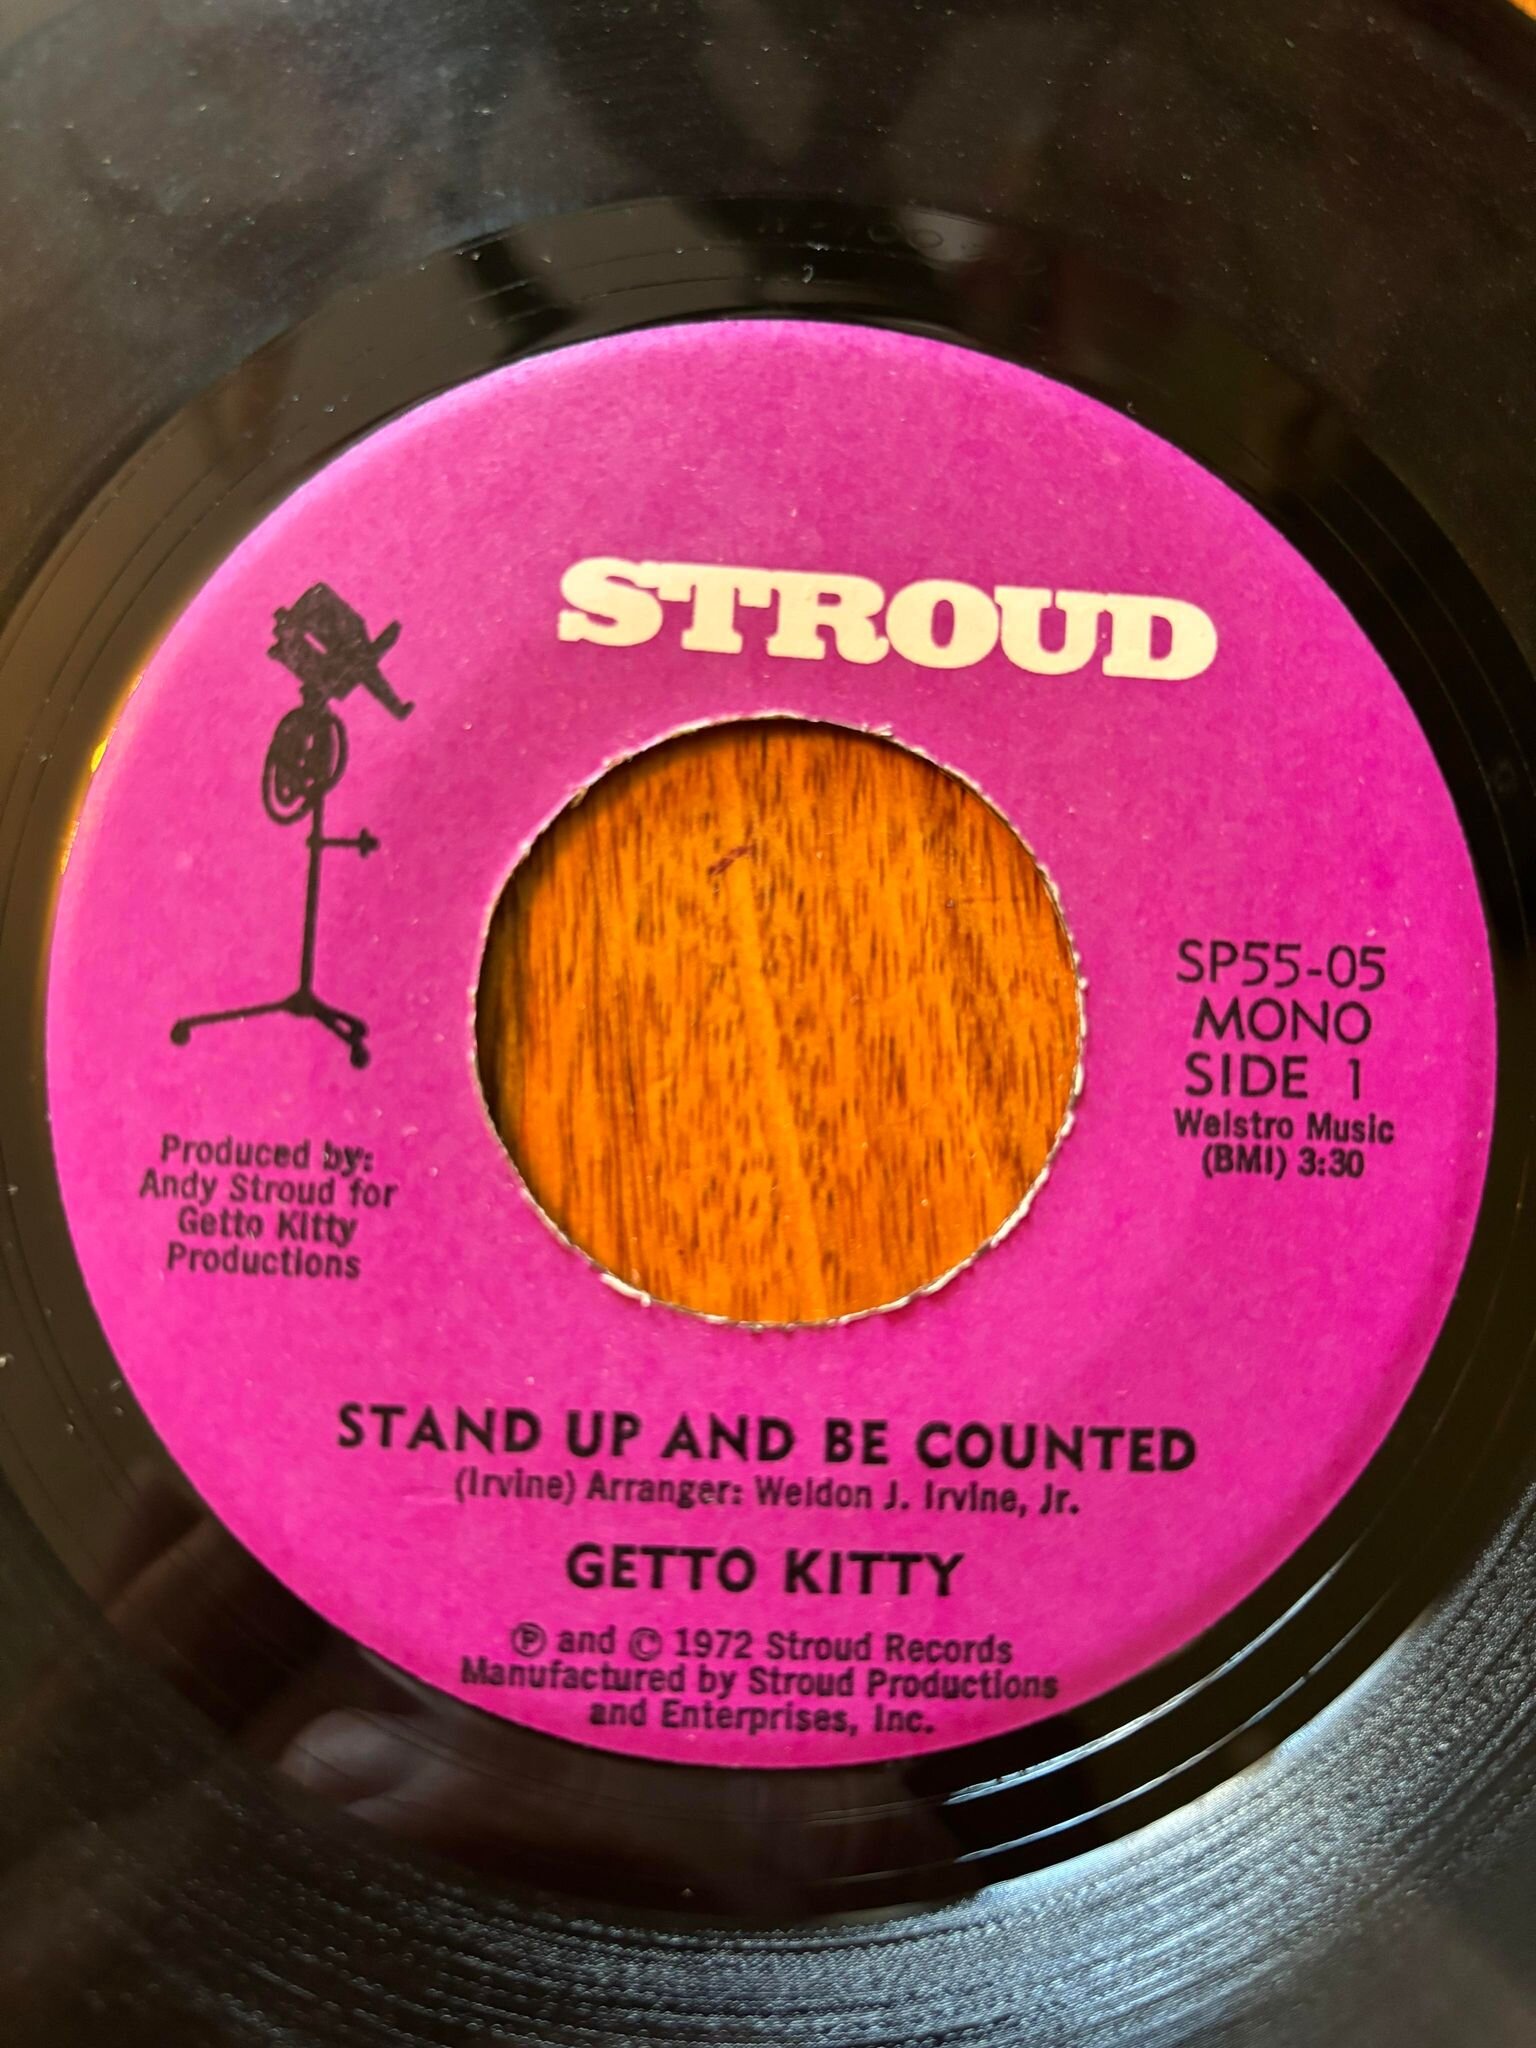 STROUD
SP55-05
MONO
SIDE 1
Welstro Music
(BMI) 3:30
Produced by:
Andy Stroud for
Getto Kitty
Productions
STAND UP AND BE COUNTED
(Irvine) Arranger: Weldon J. Irvine, Jr.
GETTO KITTY
℗ and © 1972 Stroud Records
Manufactured by Stroud Productions
and Enterprises, Inc.